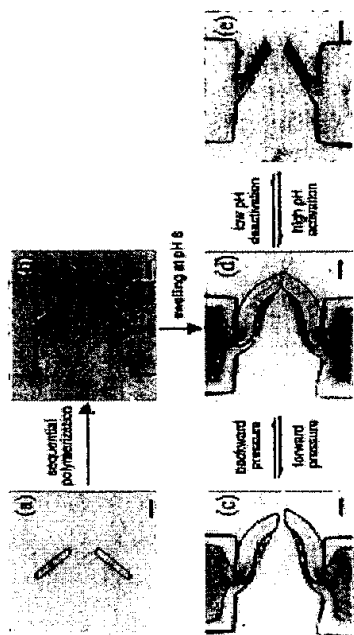 (a)
sequential
polymerization
(b)
swelling at pH 8
(c)
backward
pressure
forward
pressure
(d)
low pH
deactivation
high pH
activation
(e)